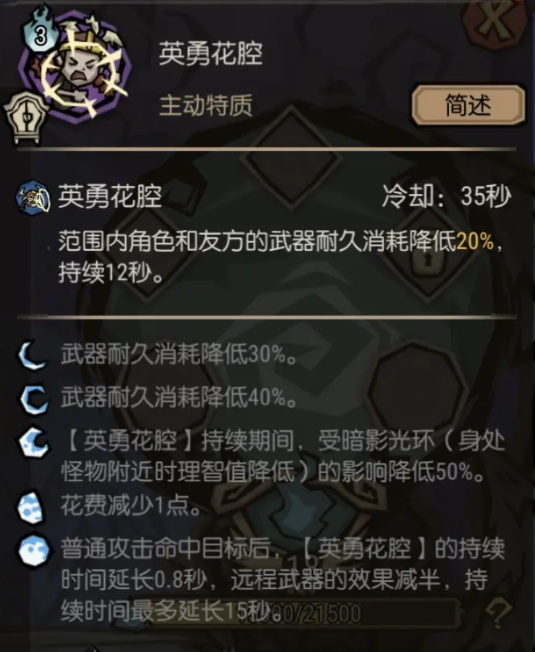 3
英勇花腔
主动特质
简述
英勇花腔
冷却：35秒
范围内角色和友方的武器耐久消耗降低20%，
持续12秒。
武器耐久消耗降低30%。
武器耐久消耗降低40%。
【英勇花腔】持续期间，受暗影光环（身处
怪物附近时理智值降低）的影响降低50%。
花费减少1点。
普通攻击命中目标后，【英勇花腔】的持续
时间延长0.8秒，远程武器的效果减半，持
续时间最多延长15秒。
/21500